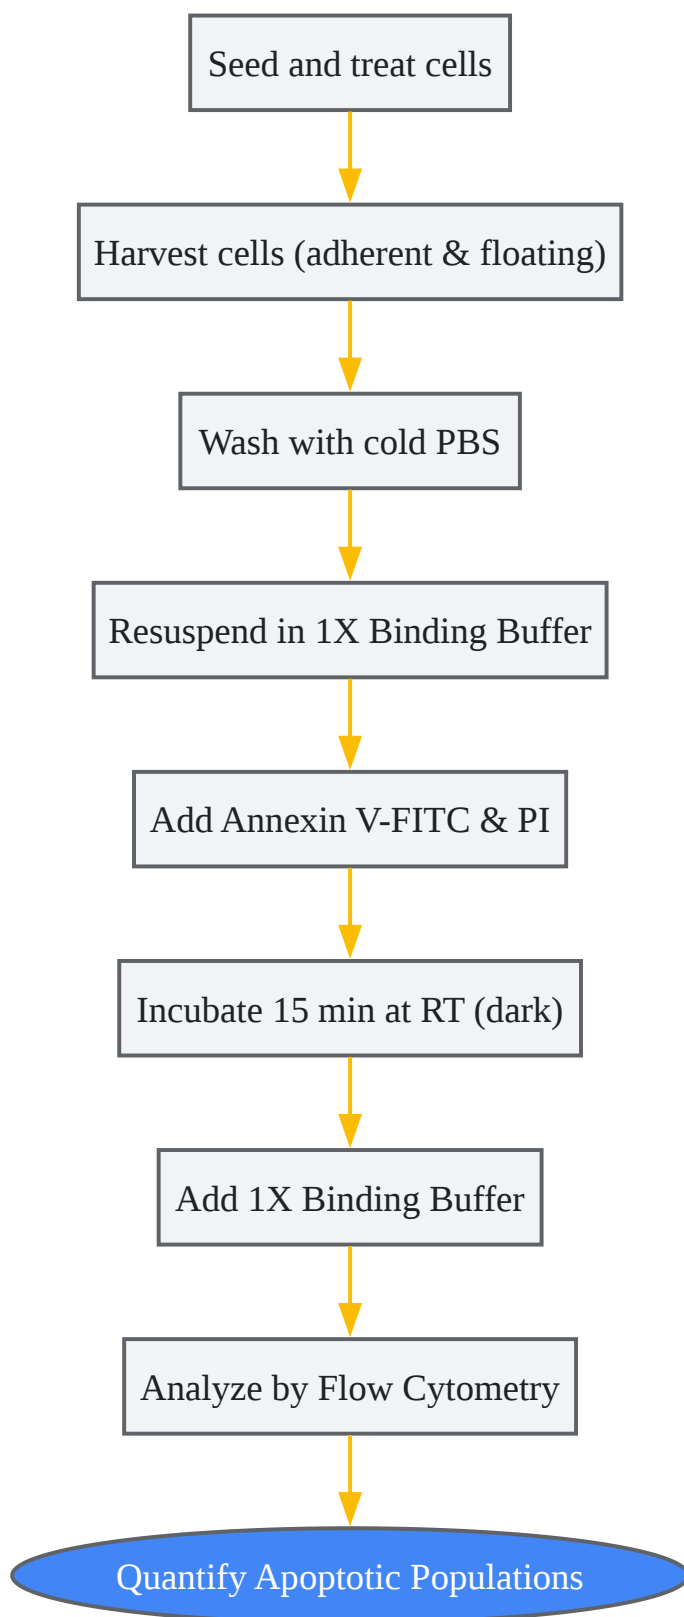 Seed and treat cells
Harvest cells (adherent & floating)
Wash with cold PBS
Resuspend in 1X Binding Buffer
Add Annexin V-FITC & PI
Incubate 15 min at RT (dark)
Add 1X Binding Buffer
Analyze by Flow Cytometry
Quantify Apoptotic Populations